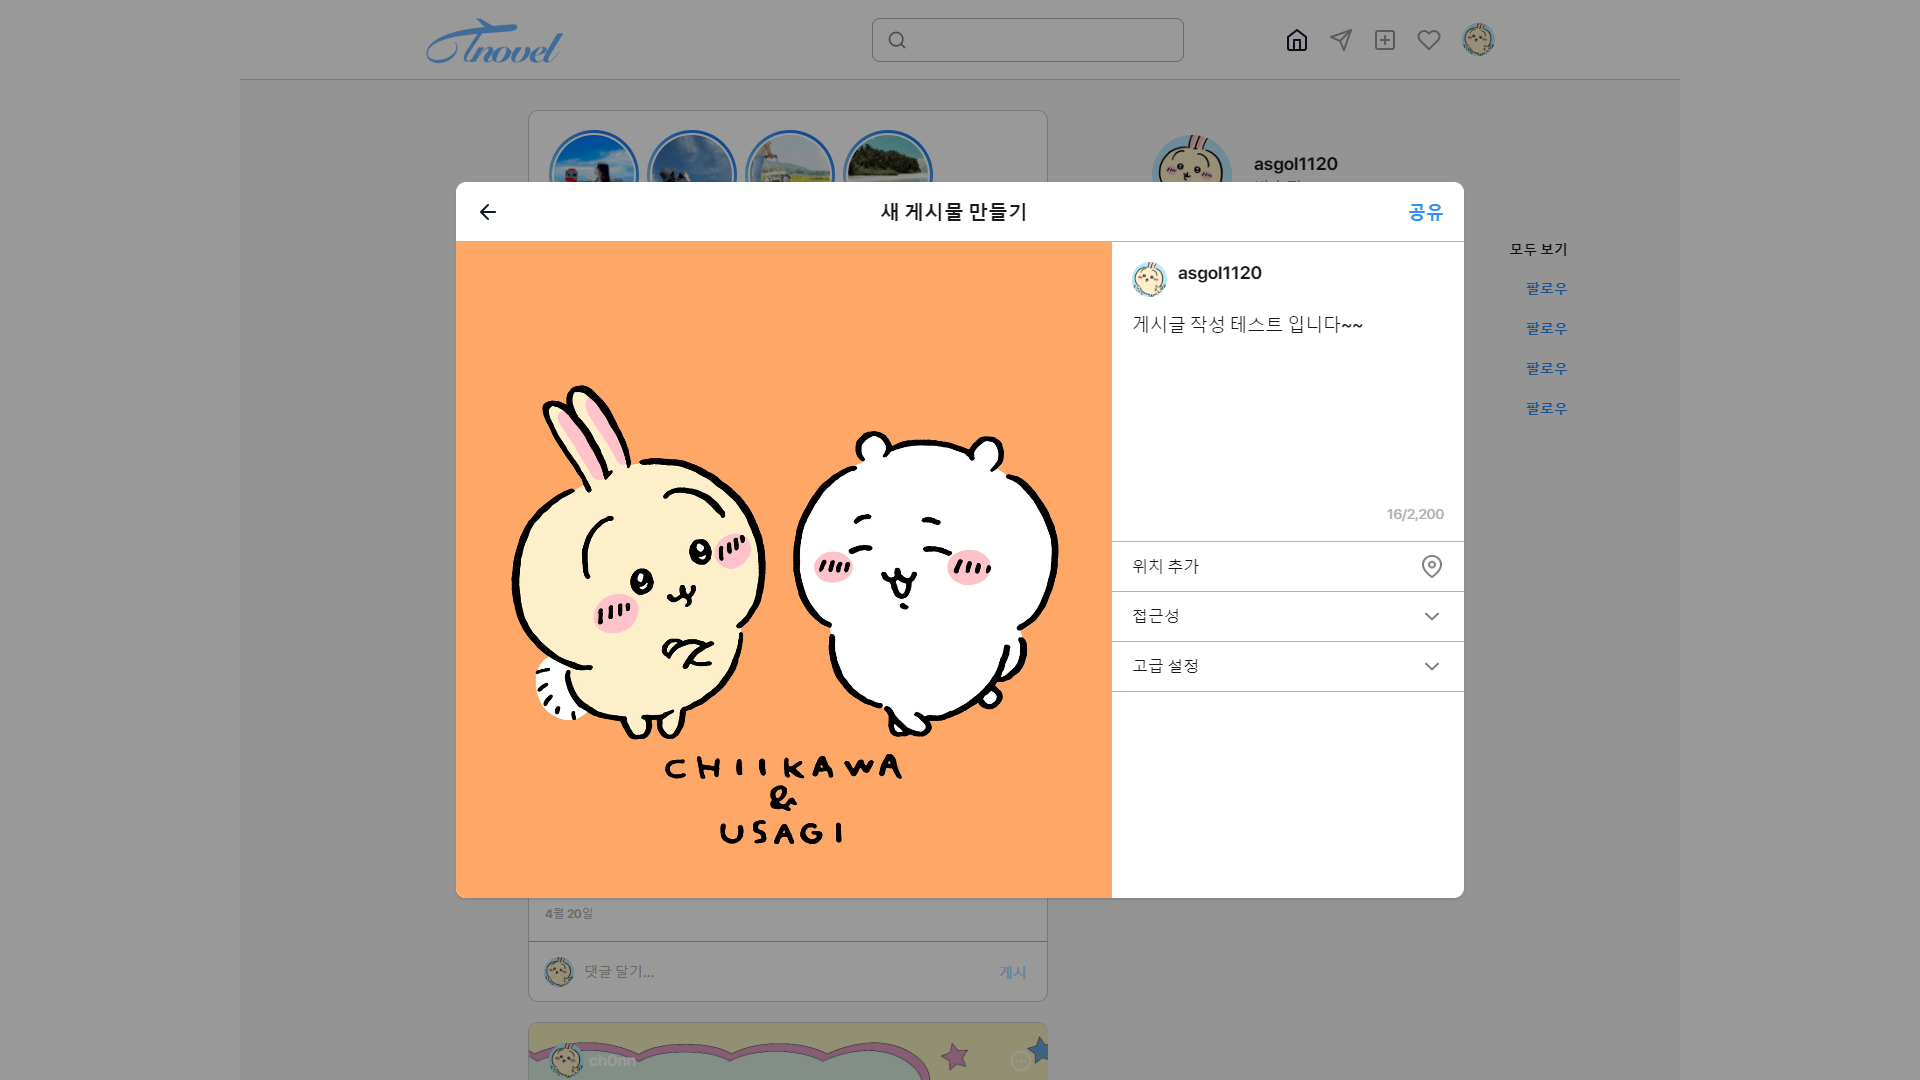 Tnovel
asgol1120
새 게시물 만들기
공유
asgol1120
게시글 작성 테스트 입니다~~
16/2,200
위치 추가
접근성
고급 설정
CHIIKAWA
&
USAGI
모두 보기
팔로우
팔로우
팔로우
팔로우
4월 20일
댓글 달기...
게시
ch0nn